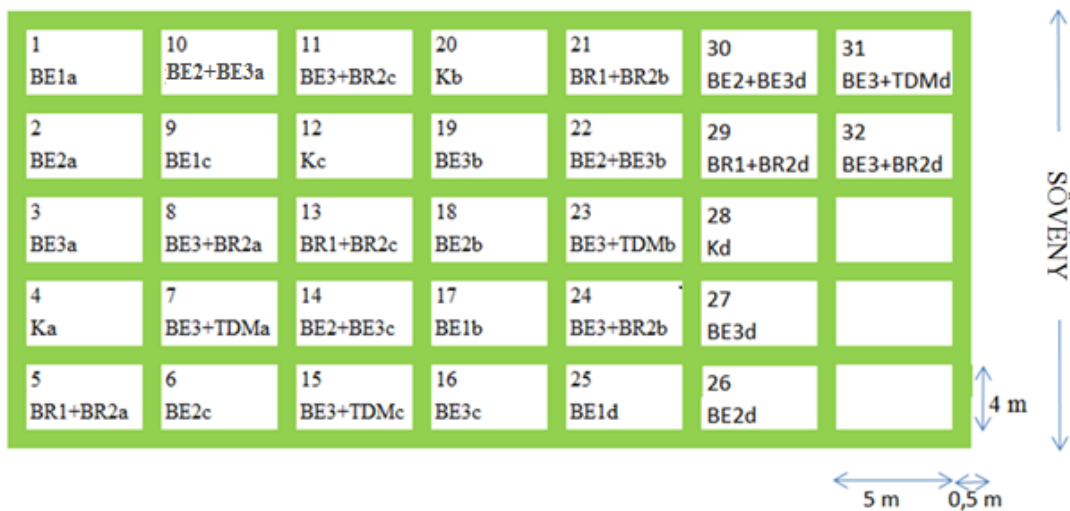 1
BE1a
10
BE2+BE3a
11
BE3+BR2c
20
Kb
21
BR1+BR2b
30
BE2+BE3d
31
BE3+TDMd
2
BE2a
9
BE1c
12
Kc
19
BE3b
22
BE2+BE3b
29
BR1+BR2d
32
BE3+BR2d
3
BE3a
8
BE3+BR2a
13
BR1+BR2c
18
BE2b
23
BE3+TDMb
28
Kd
4
Ka
7
BE3+TDMa
14
BE2+BE3c
17
BE1b
24
BE3+BR2b
27
BE3d
5
BR1+BR2a
6
BE2c
15
BE3+TDMc
16
BE3c
25
BE1d
26
BE2d
4 m
SÖVÉNY
5 m
0,5 m